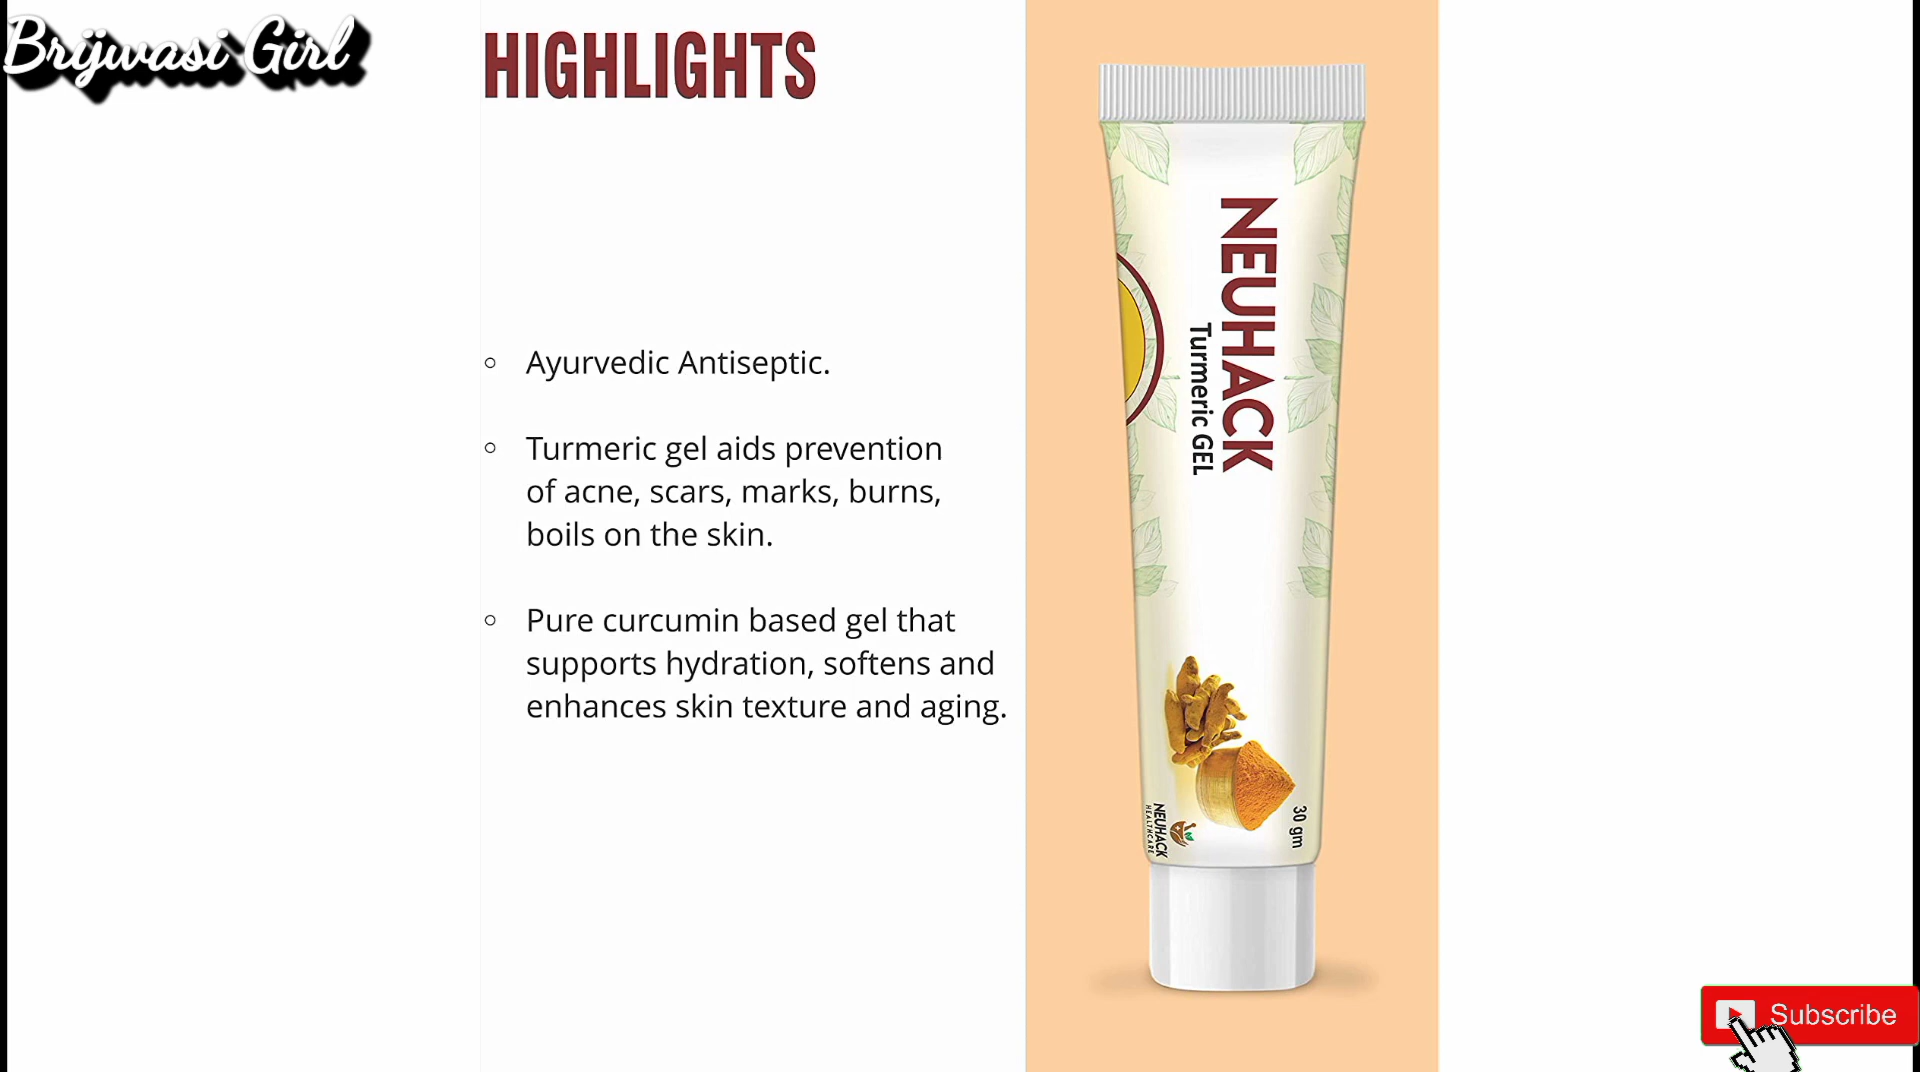 Brijwasi Girl
HIGHLIGHTS
◦ Ayurvedic Antiseptic.
◦ Turmeric gel aids prevention
of acne, scars, marks, burns,
boils on the skin.
◦ Pure curcumin based gel that
supports hydration, softens and
enhances skin texture and aging.
NEUHACK
Turmeric GEL
30 gm
NEUHACK
HEALTHCARE
Subscribe